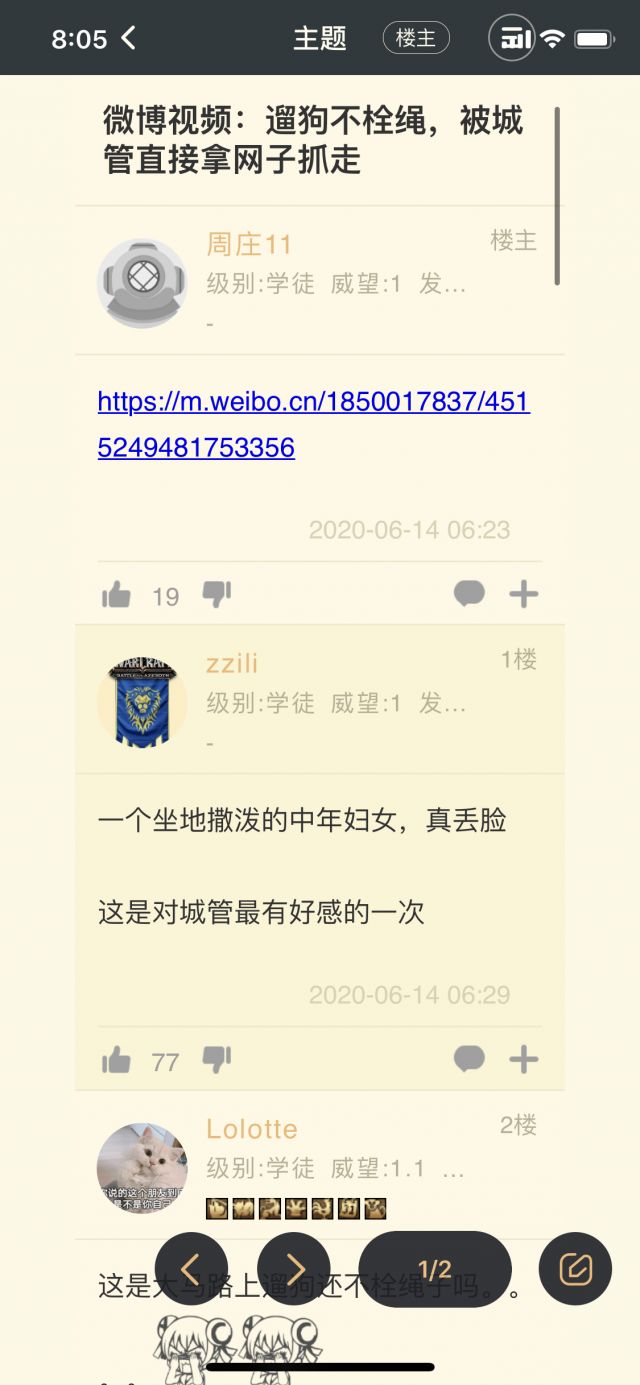 8:05
主题
楼主
微博视频：遛狗不栓绳，被城
管直接拿网子抓走
周庄11
楼主
级别:学徒 威望:1 发...
-
https://m.weibo.cn/1850017837/451
5249481753356
2020-06-14 06:23
19
zzili
1楼
级别:学徒 威望:1 发...
-
一个坐地撒泼的中年妇女，真丢脸
这是对城管最有好感的一次
2020-06-14 06:29
77
Lolotte
2楼
级别:学徒 威望:1.1 ...
这是大马路上遛狗还不栓绳子吗。。
1/2